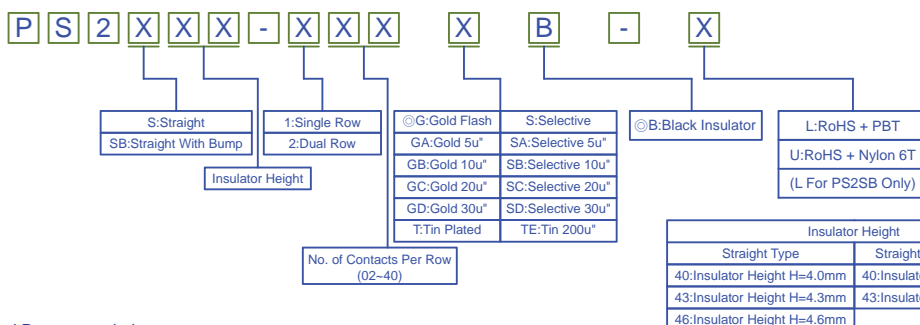 P S 2 X X X - X X X X B - X
S:Straight
SB:Straight With Bump
Insulator Height
1:Single Row
2:Dual Row
No. of Contacts Per Row
(02~40)
◎G:Gold Flash S:Selective
GA:Gold 5u" SA:Selective 5u"
GB:Gold 10u" SB:Selective 10u"
GC:Gold 20u" SC:Selective 20u"
GD:Gold 30u" SD:Selective 30u"
T:Tin Plated TE:Tin 200u"
◎B:Black Insulator
L:RoHS + PBT
U:RoHS + Nylon 6T
(L For PS2SB Only)
Insulator Height
Straight Type Straight
40:Insulator Height H=4.0mm
43:Insulator Height H=4.3mm
46:Insulator Height H=4.6mm